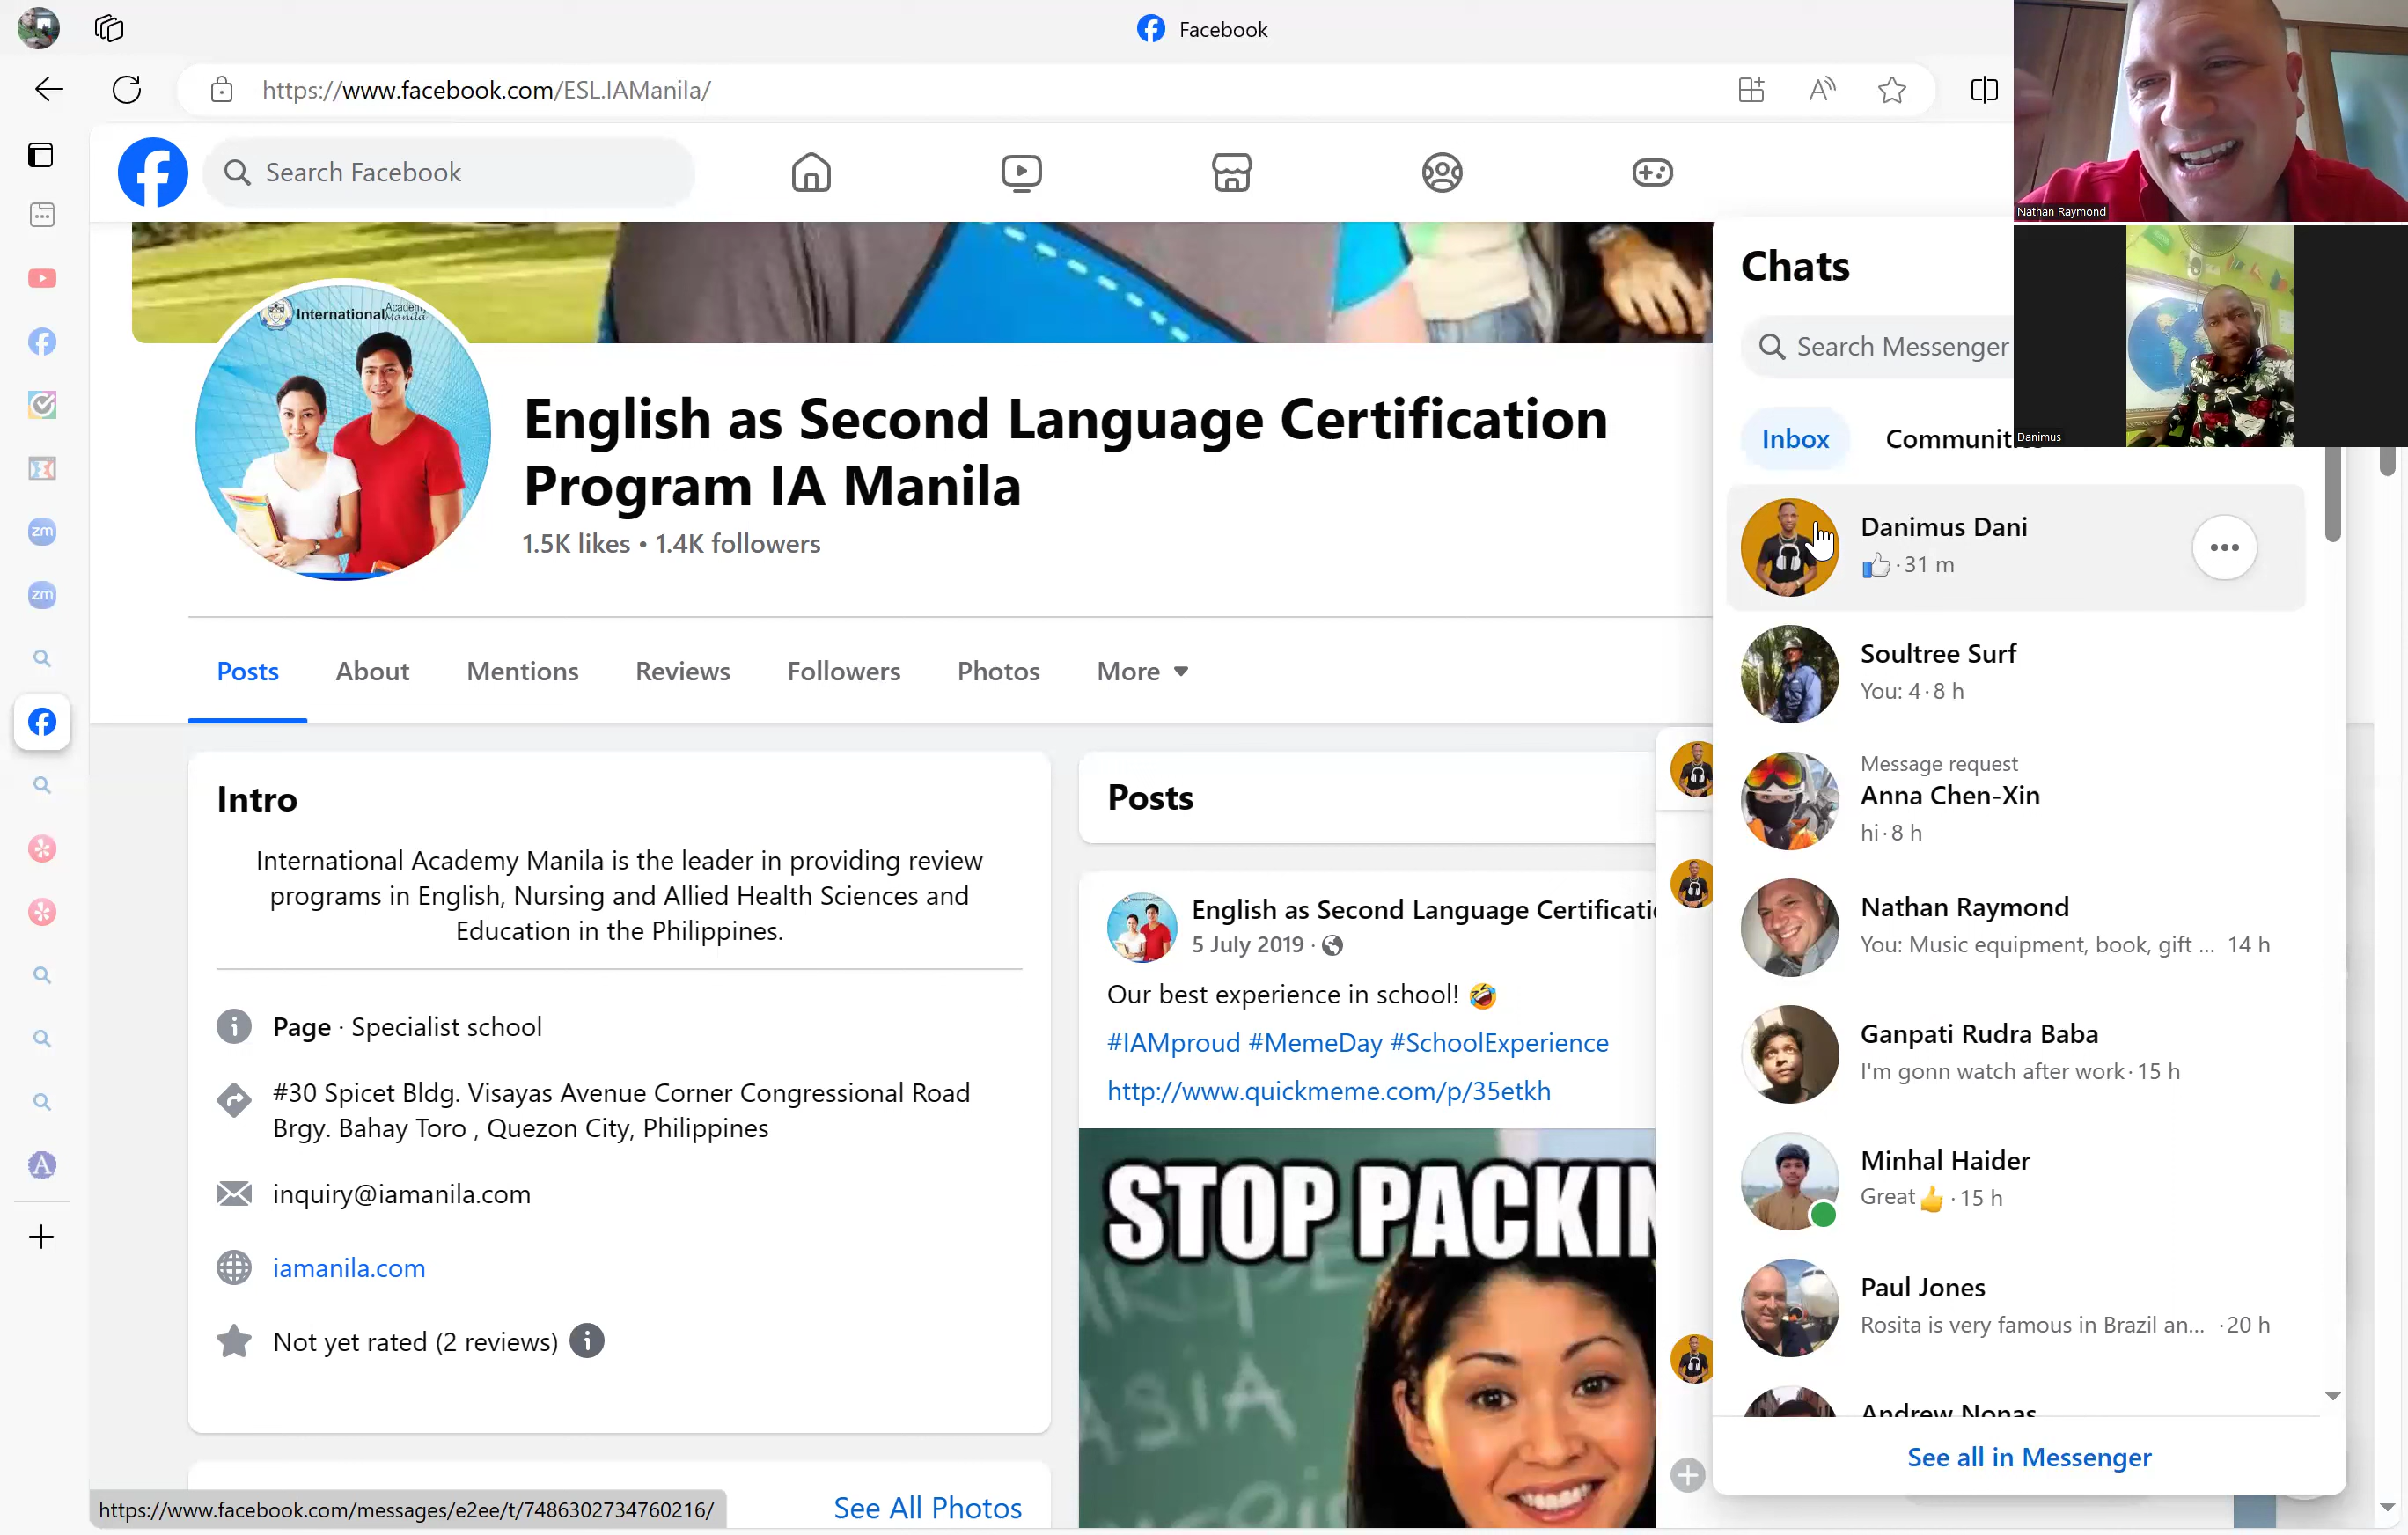 Facebook
https://www.facebook.com/ESL.IAManila/
Search Facebook
Nathan Raymond
Danimus
International Academy Manila
English as Second Language Certification
Program IA Manila
1.5K likes • 1.4K followers
Posts
About
Mentions
Reviews
Followers
Photos
More
Intro
International Academy Manila is the leader in providing review
programs in English, Nursing and Allied Health Sciences and
Education in the Philippines.
Page · Specialist school
#30 Spicet Bldg. Visayas Avenue Corner Congressional Road
Brgy. Bahay Toro , Quezon City, Philippines
inquiry@iamanila.com
iamanila.com
Not yet rated (2 reviews)
See All Photos
https://www.facebook.com/messages/e2ee/t/7486302734760216/
Posts
English as Second Language Certificati
5 July 2019 ·
Our best experience in school! 🤣
#IAMproud #MemeDay #SchoolExperience
http://www.quickmeme.com/p/35etkh
STOP PACKIN
ASIA
Chats
Search Messenger
Inbox
Communit
Danimus Dani
👍 · 31 m
Soultree Surf
You: 4 · 8 h
Message request
Anna Chen-Xin
hi · 8 h
Nathan Raymond
You: Music equipment, book, gift ... 14 h
Ganpati Rudra Baba
I'm gonn watch after work · 15 h
Minhal Haider
Great 👍 · 15 h
Paul Jones
Rosita is very famous in Brazil an... · 20 h
Andrew Nonas
See all in Messenger
zm
zm
A